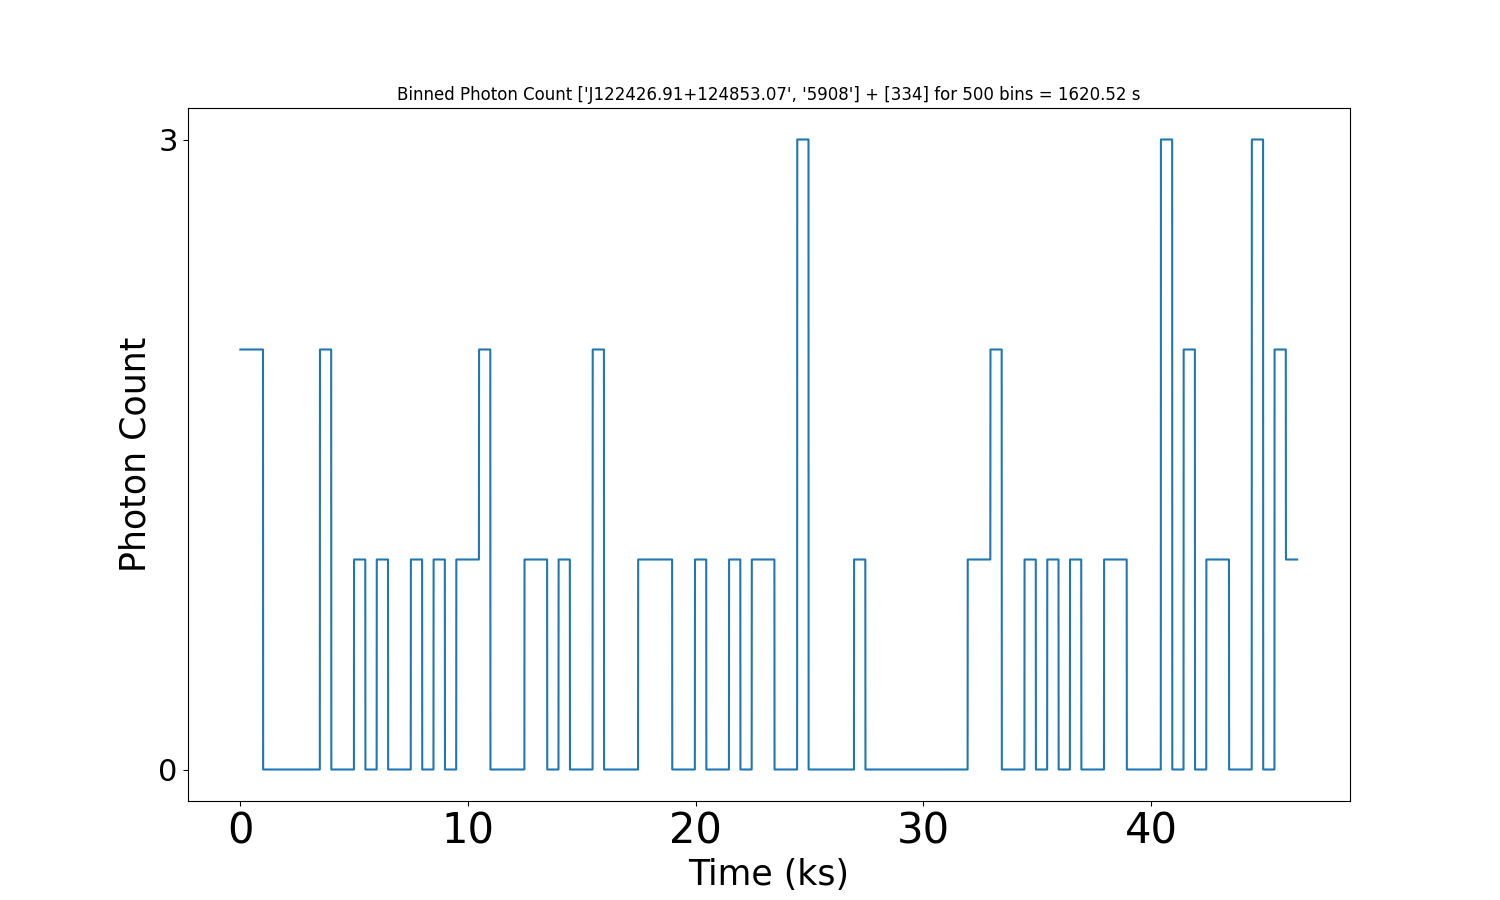 Binned Photon Count ['J122426.91+124853.07', '5908'] + [334] for 500 bins = 1620.52 s
3
0
Photon Count
0 10 20 30 40
Time (ks)